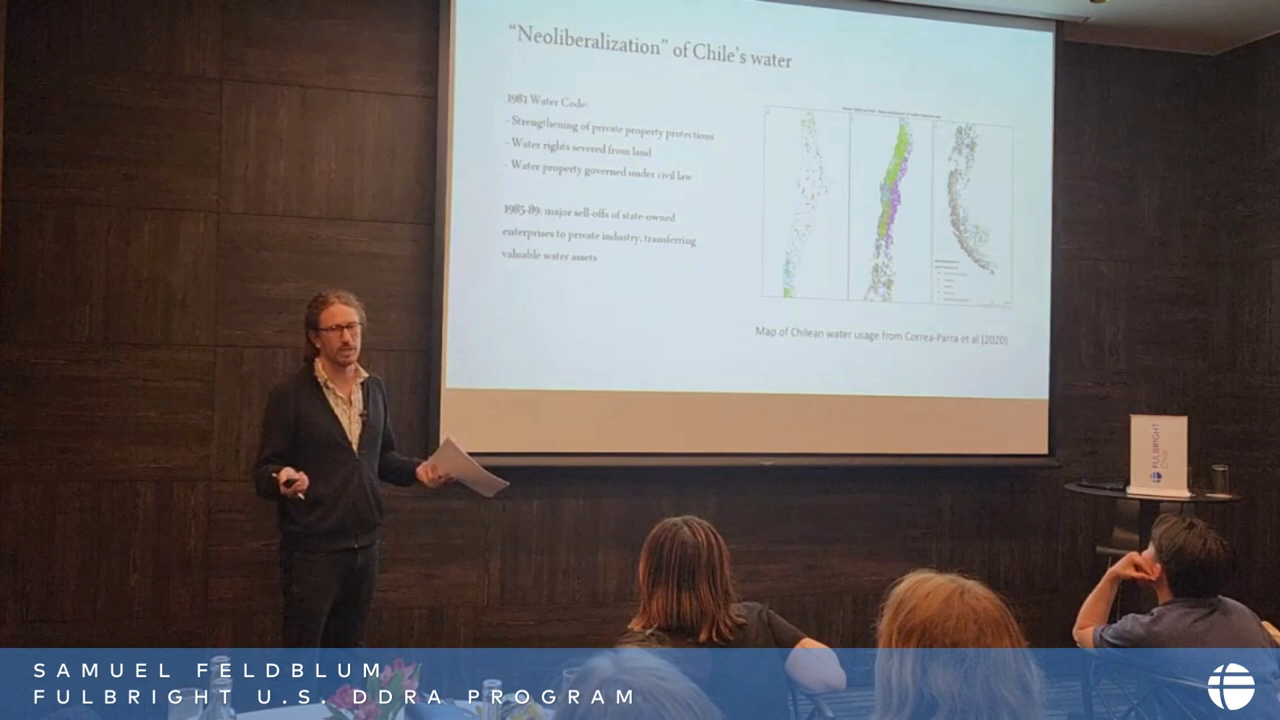 “Neoliberalization” of Chile's water
1981 Water Code:
- Strengthening of private property protections
- Water rights severed from land
- Water property governed under civil law
1985-89: major sell-offs of state-owned
enterprises to private industry, transferring
valuable water assets
Map of Chilean water usage from Correa-Parra et al (2020)
FULBRIGHT
SAMUEL FELDBLUM
FULBRIGHT U.S. DDRA PROGRAM